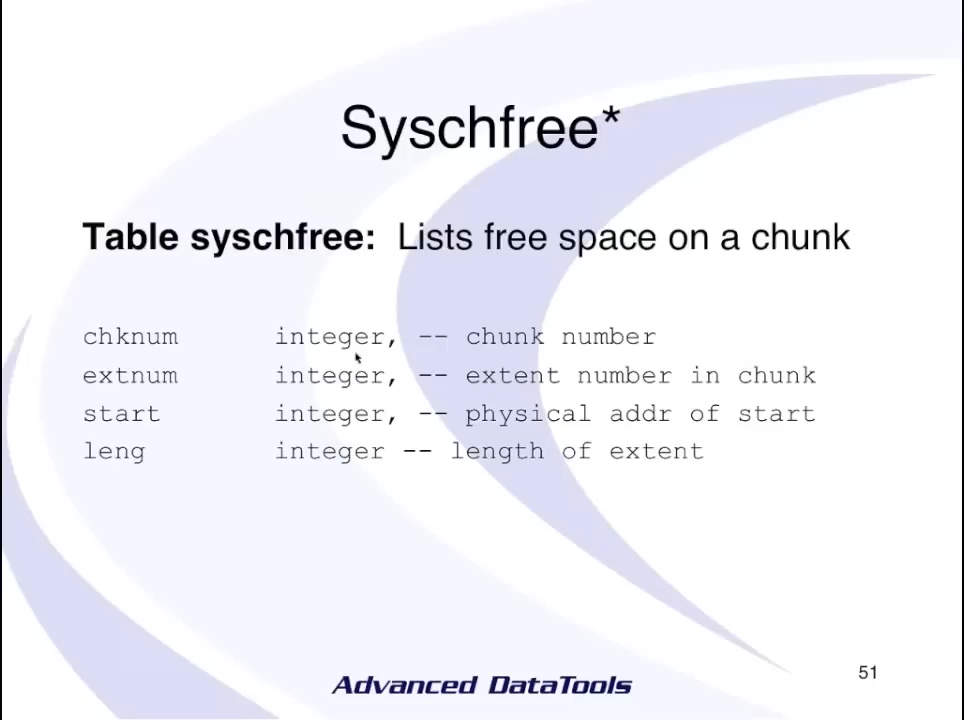 Syschfree*
Table syschfree: Lists free space on a chunk
chknum integer, -- chunk number
extnum integer, -- extent number in chunk
start integer, -- physical addr of start
leng integer -- length of extent
Advanced DataTools
51